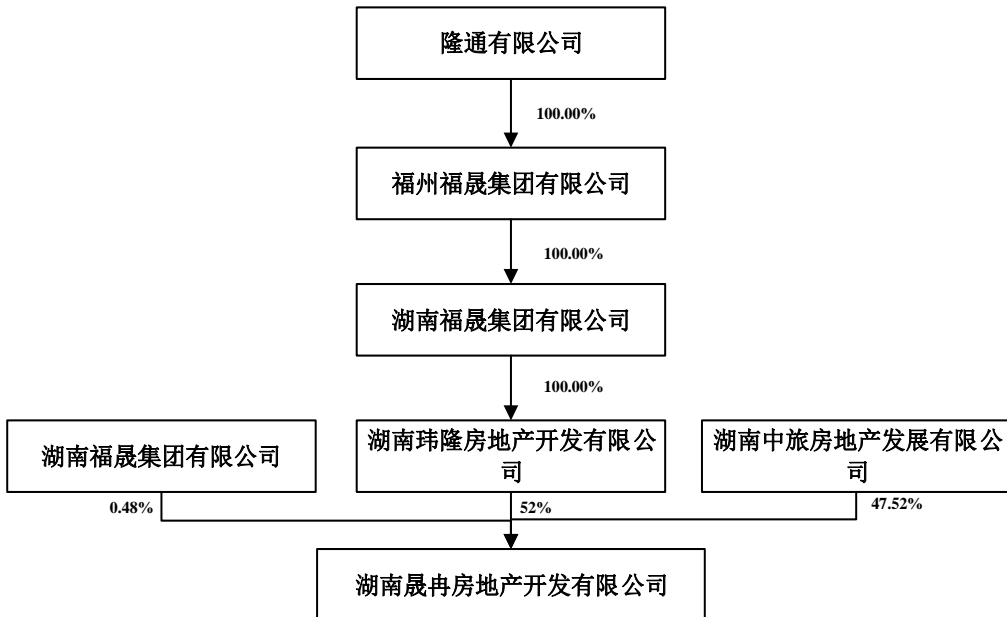 隆通有限公司
100.00%
福州福晟集团有限公司
100.00%
湖南福晟集团有限公司
100.00%
湖南福晟集团有限公司
湖南玮隆房地产开发有限公
司
湖南中旅房地产发展有限公
司
0.48%
52%
47.52%
湖南晟冉房地产开发有限公司